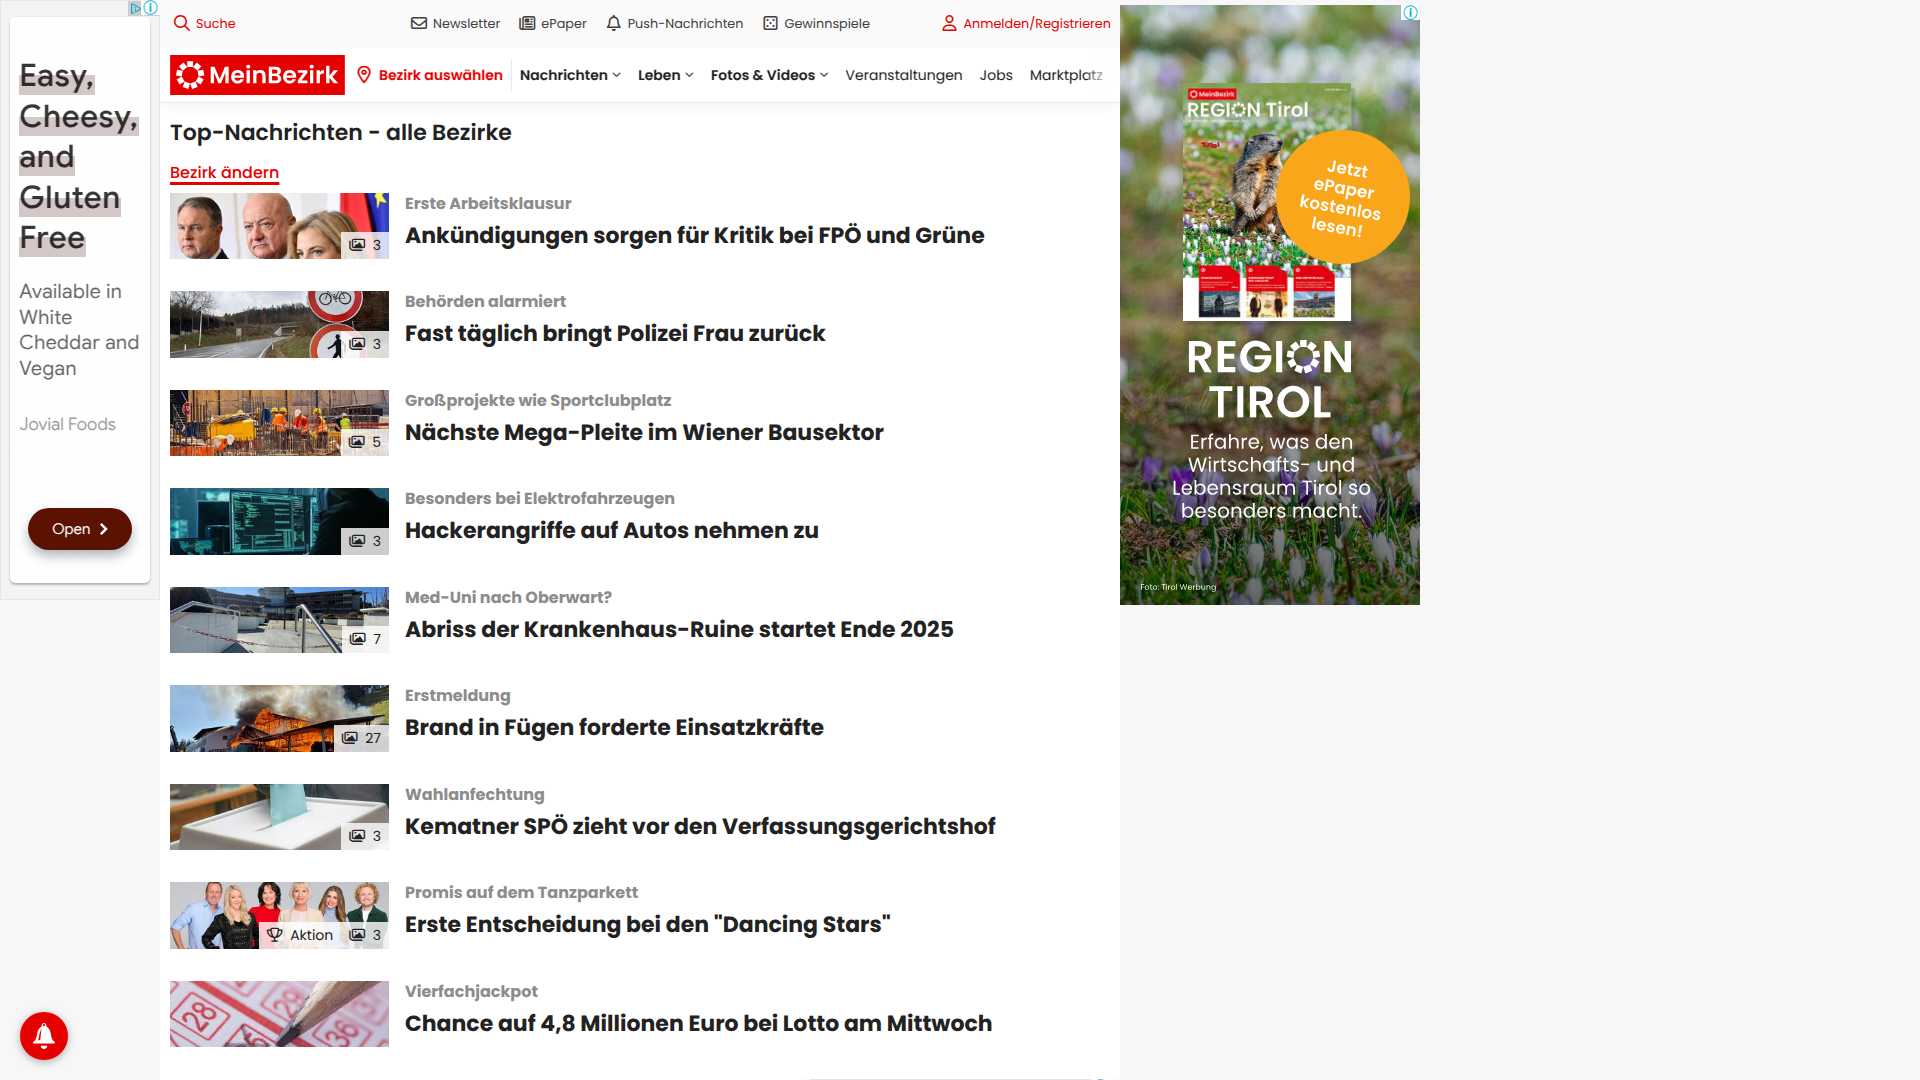 Suche
Newsletter
ePaper
Push-Nachrichten
Gewinnspiele
Anmelden/Registrieren
MeinBezirk
Bezirk auswählen
Nachrichten
Leben
Fotos & Videos
Veranstaltungen
Jobs
Marktplatz
Easy,
Cheesy,
and
Gluten
Free
Available in
White
Cheddar and
Vegan
Jovial Foods
Open
Top-Nachrichten - alle Bezirke
Bezirk ändern
3
Erste Arbeitsklausur
Ankündigungen sorgen für Kritik bei FPÖ und Grüne
3
Behörden alarmiert
Fast täglich bringt Polizei Frau zurück
5
Großprojekte wie Sportclubplatz
Nächste Mega-Pleite im Wiener Bausektor
3
Besonders bei Elektrofahrzeugen
Hackerangriffe auf Autos nehmen zu
7
Med-Uni nach Oberwart?
Abriss der Krankenhaus-Ruine startet Ende 2025
27
Erstmeldung
Brand in Fügen forderte Einsatzkräfte
3
Wahlanfechtung
Kematner SPÖ zieht vor den Verfassungsgerichtshof
Aktion
3
Promis auf dem Tanzparkett
Erste Entscheidung bei den "Dancing Stars"
28
29
36
Vierfachjackpot
Chance auf 4,8 Millionen Euro bei Lotto am Mittwoch
MeinBezirk
REGION Tirol
Jetzt
ePaper
kostenlos
lesen!
REGION
TIROL
Erfahre, was den
Wirtschafts- und
Lebensraum Tirol so
besonders macht.
Foto: Tirol Werbung